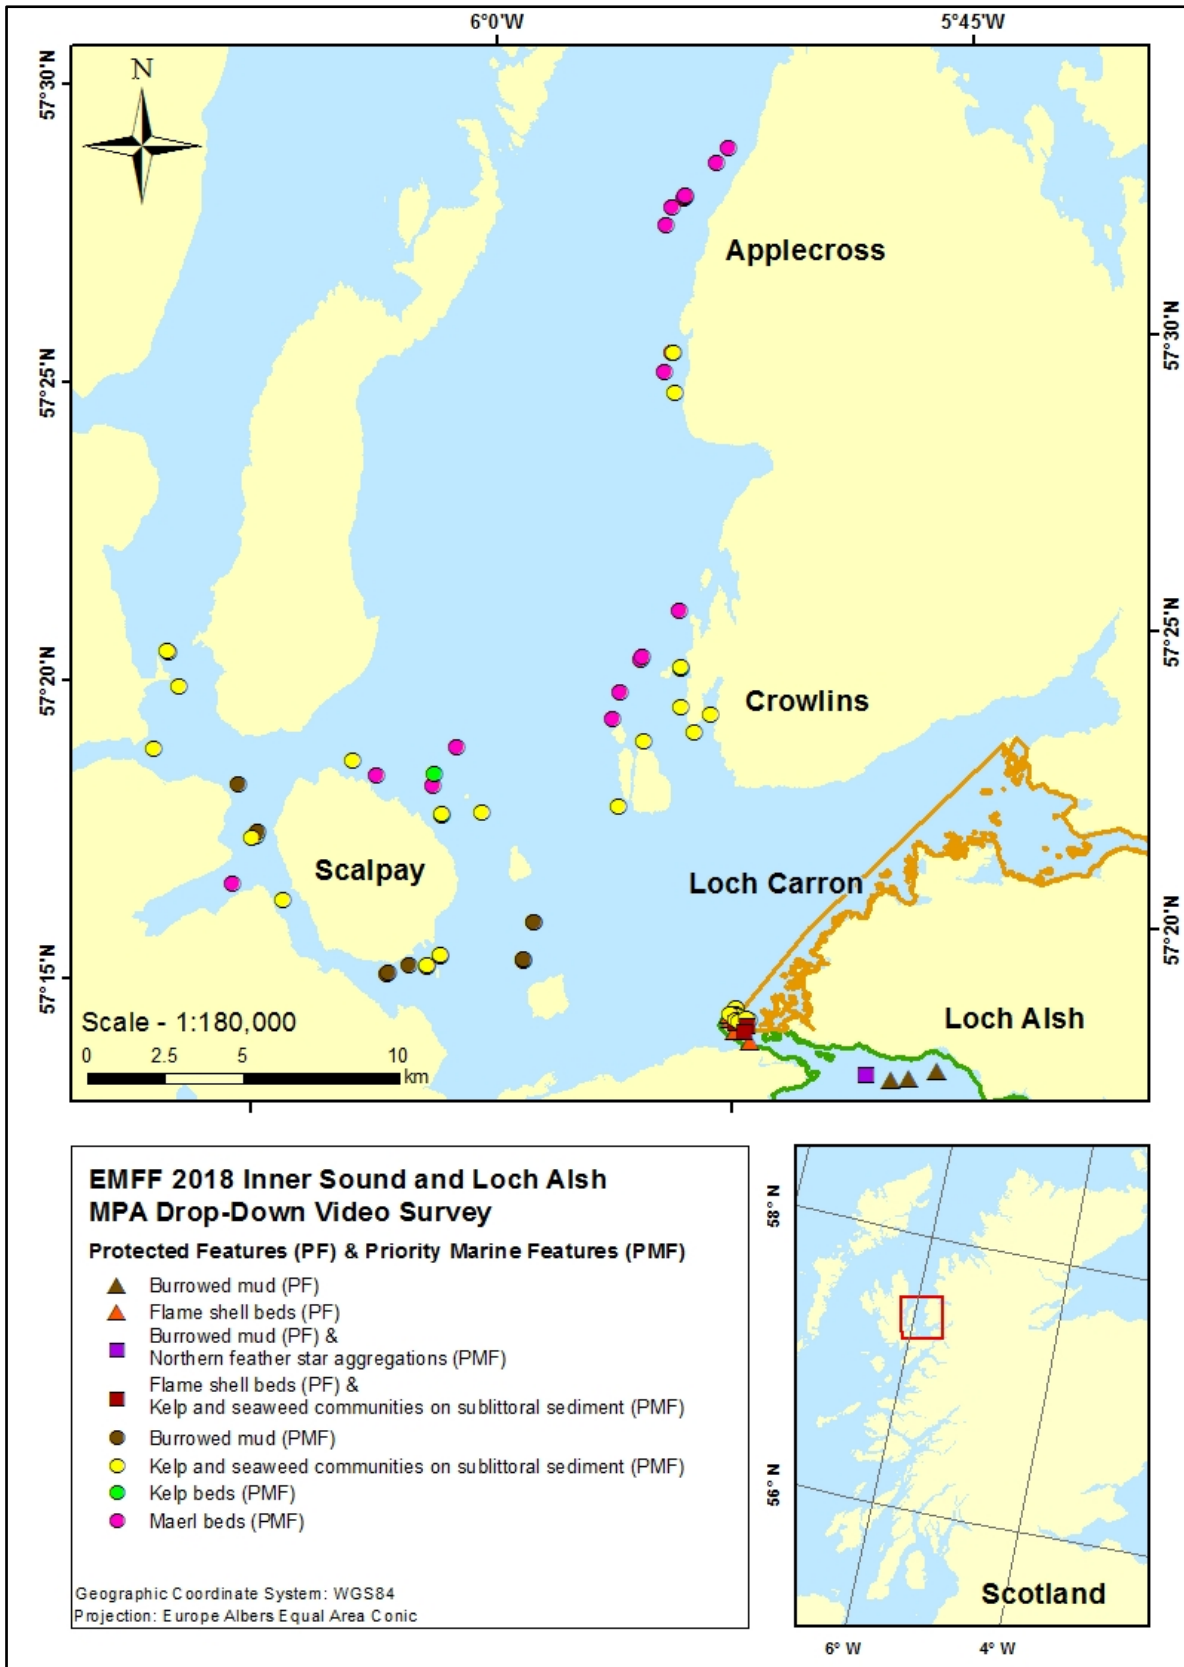 6°0'W
5°45'W
N
57°30'N
57°25'N
57°20'N
57°15'N
57°30'N
57°25'N
57°20'N
Applecross
Crowlins
Scalpay
Loch Carron
Loch Alsh
Scale - 1:180,000
0 2.5 5 10
km
EMFF 2018 Inner Sound and Loch Alsh
MPA Drop-Down Video Survey
Protected Features (PF) & Priority Marine Features (PMF)
Burrowed mud (PF)
Flame shell beds (PF)
Burrowed mud (PF) &
Northern feather star aggregations (PMF)
Flame shell beds (PF) &
Kelp and seaweed communities on sublittoral sediment (PMF)
Burrowed mud (PMF)
Kelp and seaweed communities on sublittoral sediment (PMF)
Kelp beds (PMF)
Maerl beds (PMF)
Geographic Coordinate System: WGS84
Projection: Europe Albers Equal Area Conic
58° N
56° N
Scotland
6° W
4° W